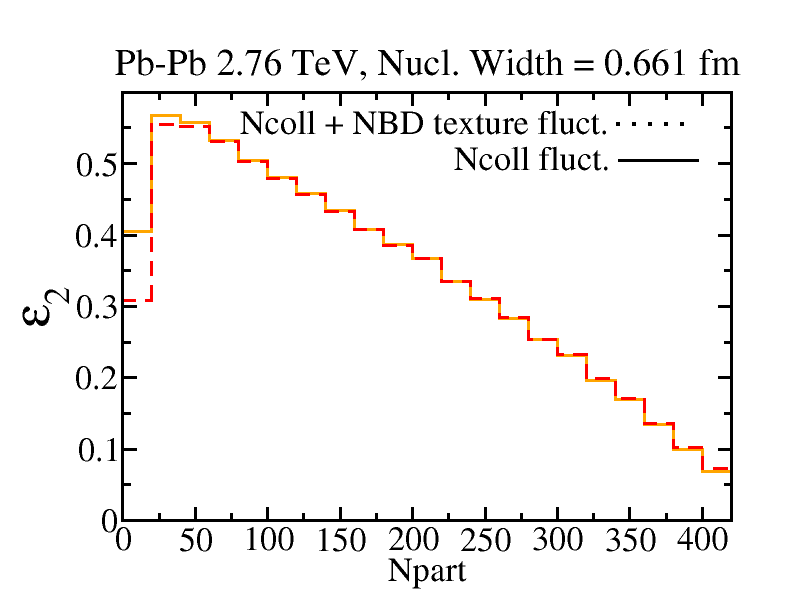 Pb-Pb 2.76 TeV, Nucl. Width = 0.661 fm
Ncoll + NBD texture fluct.
Ncoll fluct.
0.5
0.4
0.3
0.2
0.1
0
ε2
0 50 100 150 200 250 300 350 400
Npart